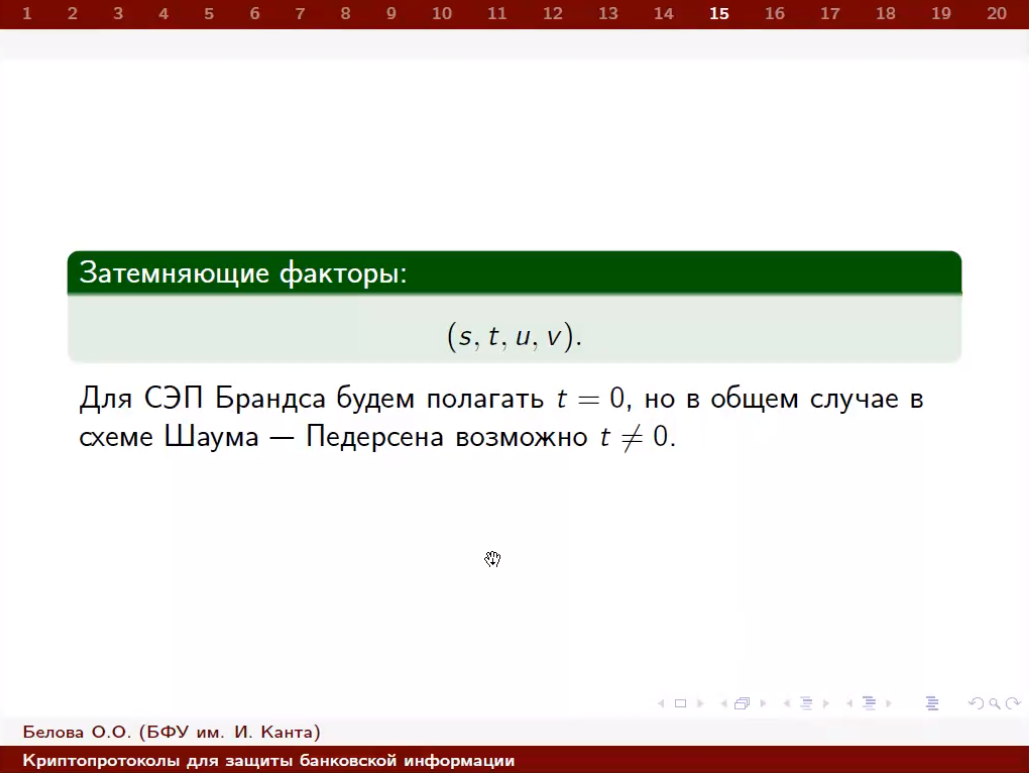 1 2 3 4 5 6 7 8 9 10 11 12 13 14 15 16 17 18 19 20
Затемняющие факторы:
(s, t, u, v).
Для СЭП Брандса будем полагать t = 0, но в общем случае в
схеме Шаума — Педерсена возможно t ≠ 0.
Белова О.О. (БФУ им. И. Канта)
Криптопротоколы для защиты банковской информации